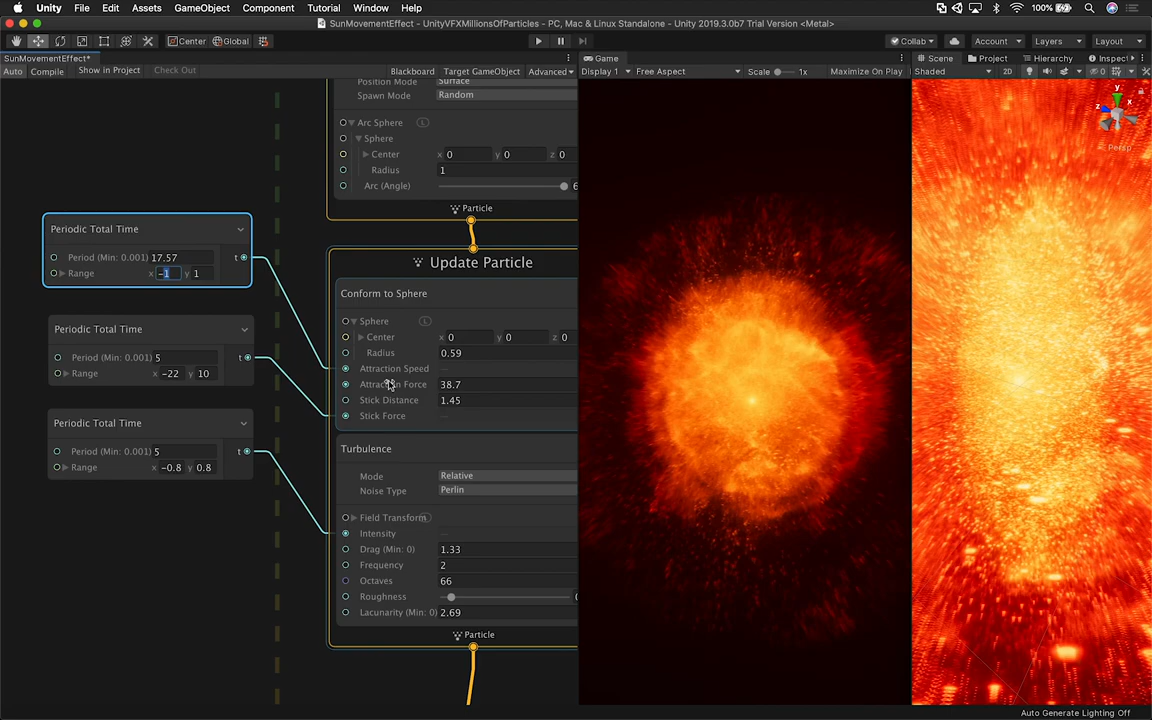 Unity File Edit Assets GameObject Component Tutorial Window Help 100%
SunMovementEffect - UnityVFXMillionsOfParticles - PC, Mac & Linux Standalone - Unity 2019.3.0b7 Trial Version <Metal>
Center Global Collab Account Layers Layout
SunMovementEffect* Game Scene Project Hierarchy Inspect
Auto Compile Show in Project Check Out Blackboard Target GameObject Advanced Display 1 Free Aspect Scale 1x Maximize On Play Shaded 2D 0
Position Mode Surface
Spawn Mode Random
Arc Sphere L
Sphere
Center x 0 y 0 z 0
Radius 1
Arc (Angle) 6
Particle
y
x
z
Persp
Periodic Total Time
Period (Min: 0.001) 17.57 t
Range x -1 y 1
Periodic Total Time
Period (Min: 0.001) 5 t
Range x -22 y 10
Periodic Total Time
Period (Min: 0.001) 5 t
Range x -0.8 y 0.8
Update Particle
Conform to Sphere
Sphere L
Center x 0 y 0 z 0
Radius 0.59
Attraction Speed
Attraction Force 38.7
Stick Distance 1.45
Stick Force
Turbulence
Mode Relative
Noise Type Perlin
Field Transform L
Intensity
Drag (Min: 0) 1.33
Frequency 2
Octaves 66
Roughness 0
Lacunarity (Min: 0) 2.69
Particle
Auto Generate Lighting Off